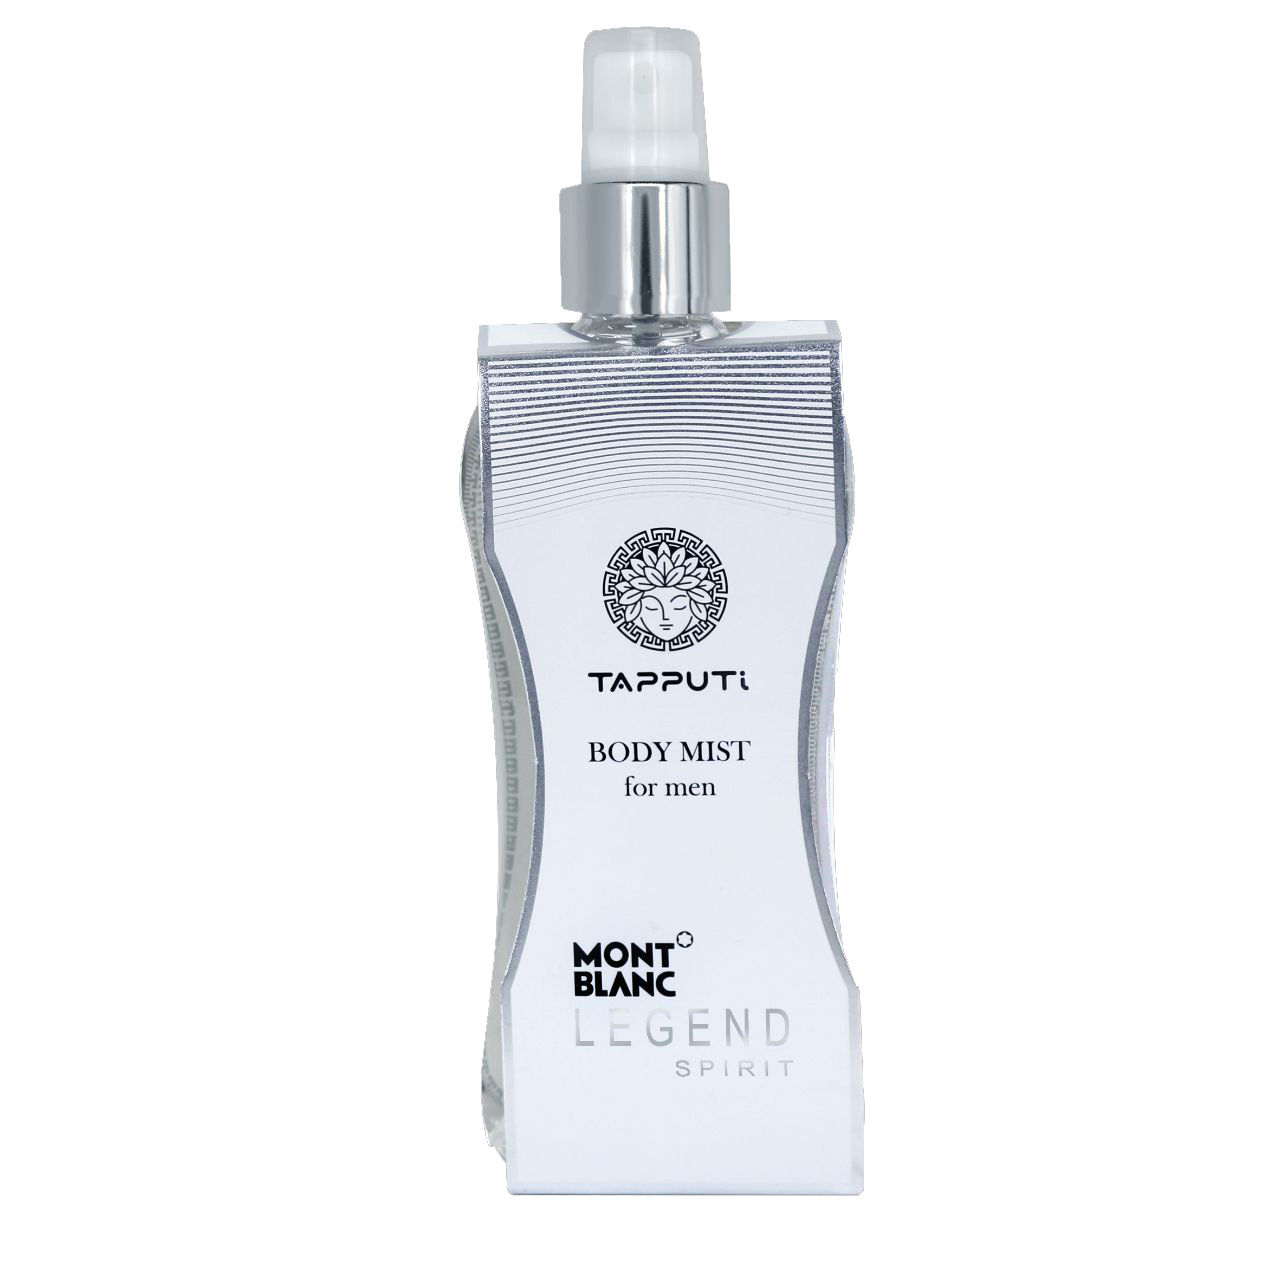 TAPPUTi
BODY MIST
for men
MONT
BLANC
LEGEND
SPIRIT